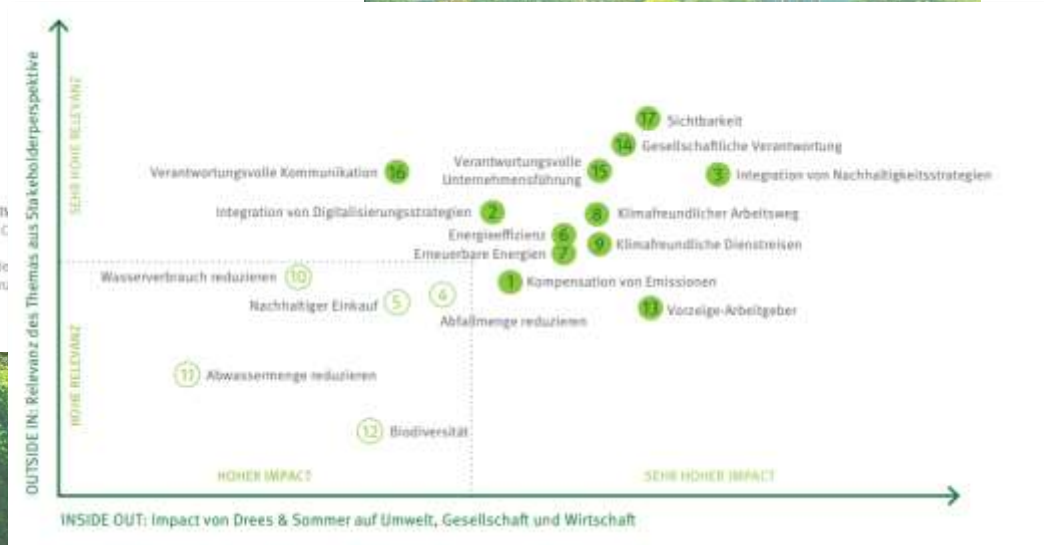 OUTSIDE IN: Relevanz des Themas aus Stakeholderperspektive
SEHR HOHE RELEVANZ
HOHE RELEVANZ
17 Sichtbarkeit
14 Gesellschaftliche Verantwortung
Verantwortungsvolle
Unternehmensführung 15
Verantwortungsvolle Kommunikation 16
3 Integration von Nachhaltigkeitsstrategien
Integration von Digitalisierungsstrategien 2
8 Klimafreundlicher Arbeitsweg
Energieeffizienz 6
9 Klimafreundliche Dienstreisen
Erneuerbare Energien 7
Wasserverbrauch reduzieren 10
1 Kompensation von Emissionen
Nachhaltiger Einkauf 5
4
Abfallmenge reduzieren
13 Vorzeige-Arbeitgeber
11 Abwassermenge reduzieren
12 Biodiversität
HOHER IMPACT
SEHR HOHER IMPACT
INSIDE OUT: Impact von Drees & Sommer auf Umwelt, Gesellschaft und Wirtschaft